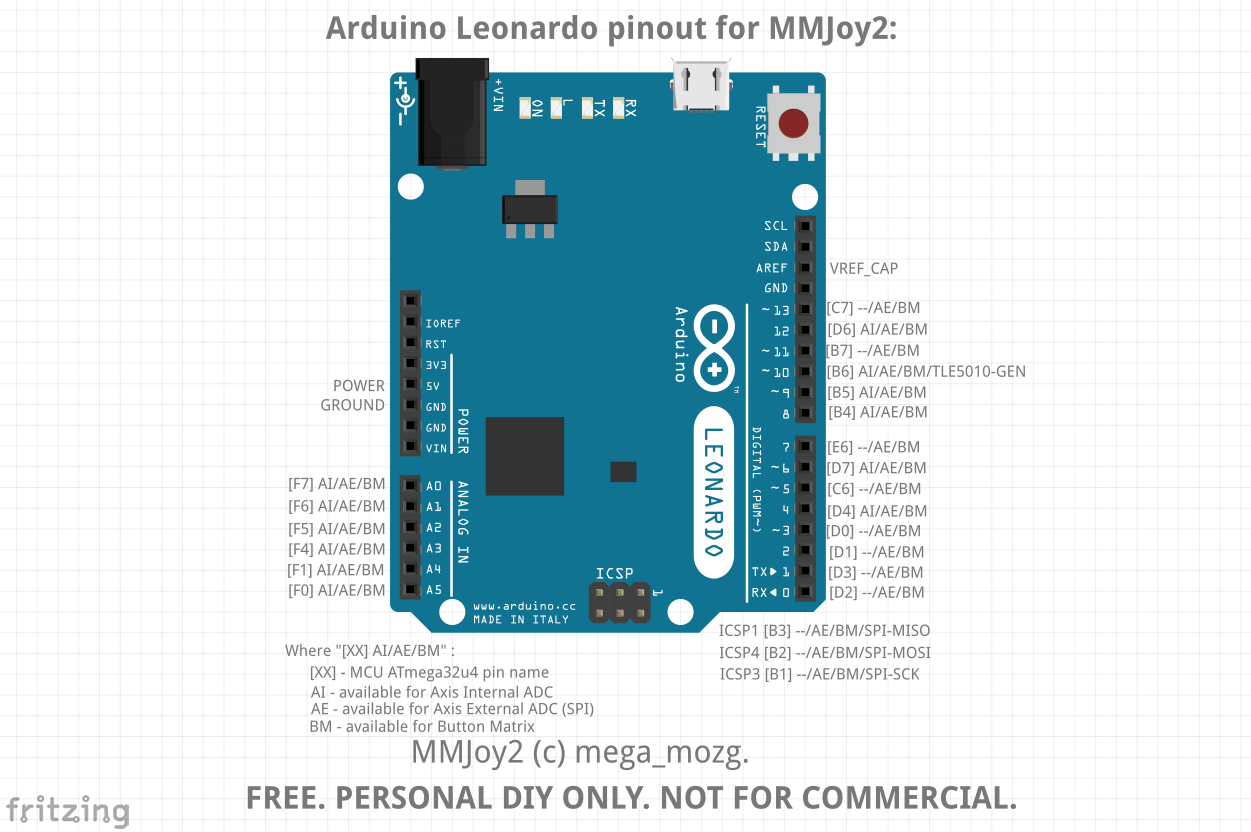 Arduino Leonardo pinout for MMJoy2:
+VIN
ON
L
TX
RX
RESET
SCL
SDA
AREF VREF_CAP
GND
~13 [C7] --/AE/BM
12 [D6] AI/AE/BM
~11 [B7] --/AE/BM
~10 [B6] AI/AE/BM/TLE5010-GEN
~9 [B5] AI/AE/BM
8 [B4] AI/AE/BM
7 [E6] --/AE/BM
~6 [D7] AI/AE/BM
~5 [C6] --/AE/BM
4 [D4] AI/AE/BM
~3 [D0] --/AE/BM
2 [D1] --/AE/BM
TX▶ 1 [D3] --/AE/BM
RX◀ 0 [D2] --/AE/BM
DIGITAL (PWM~)
Arduino
TM
LEONARDO
IOREF
RST
3V3
POWER 5V
GROUND GND
GND
VIN
POWER
[F7] AI/AE/BM A0
[F6] AI/AE/BM A1
[F5] AI/AE/BM A2
[F4] AI/AE/BM A3
[F1] AI/AE/BM A4
[F0] AI/AE/BM A5
ANALOG IN
ICSP
1
www.arduino.cc
MADE IN ITALY
ICSP1 [B3] --/AE/BM/SPI-MISO
ICSP4 [B2] --/AE/BM/SPI-MOSI
ICSP3 [B1] --/AE/BM/SPI-SCK
Where "[XX] AI/AE/BM" :
[XX] - MCU ATmega32u4 pin name
AI - available for Axis Internal ADC
AE - available for Axis External ADC (SPI)
BM - available for Button Matrix
MMJoy2 (c) mega_mozg.
FREE. PERSONAL DIY ONLY. NOT FOR COMMERCIAL.
fritzing